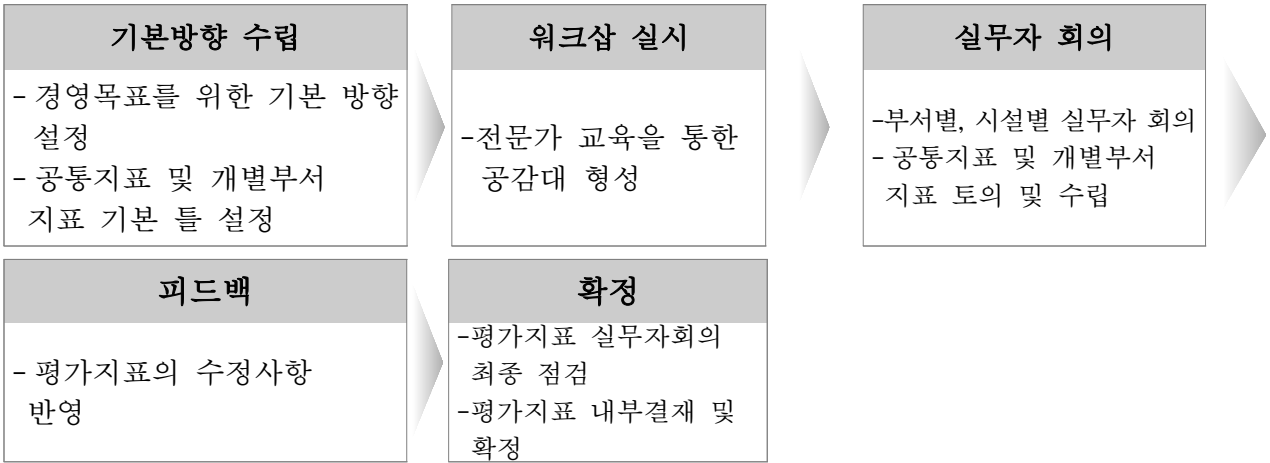 기본방향 수립
- 경영목표를 위한 기본 방향
설정
- 공통지표 및 개별부서
지표 기본 틀 설정
워크샵 실시
-전문가 교육을 통한
공감대 형성
실무자 회의
-부서별, 시설별 실무자 회의
- 공통지표 및 개별부서
지표 토의 및 수립
피드백
- 평가지표의 수정사항
반영
확정
-평가지표 실무자회의
최종 점검
-평가지표 내부결재 및
확정